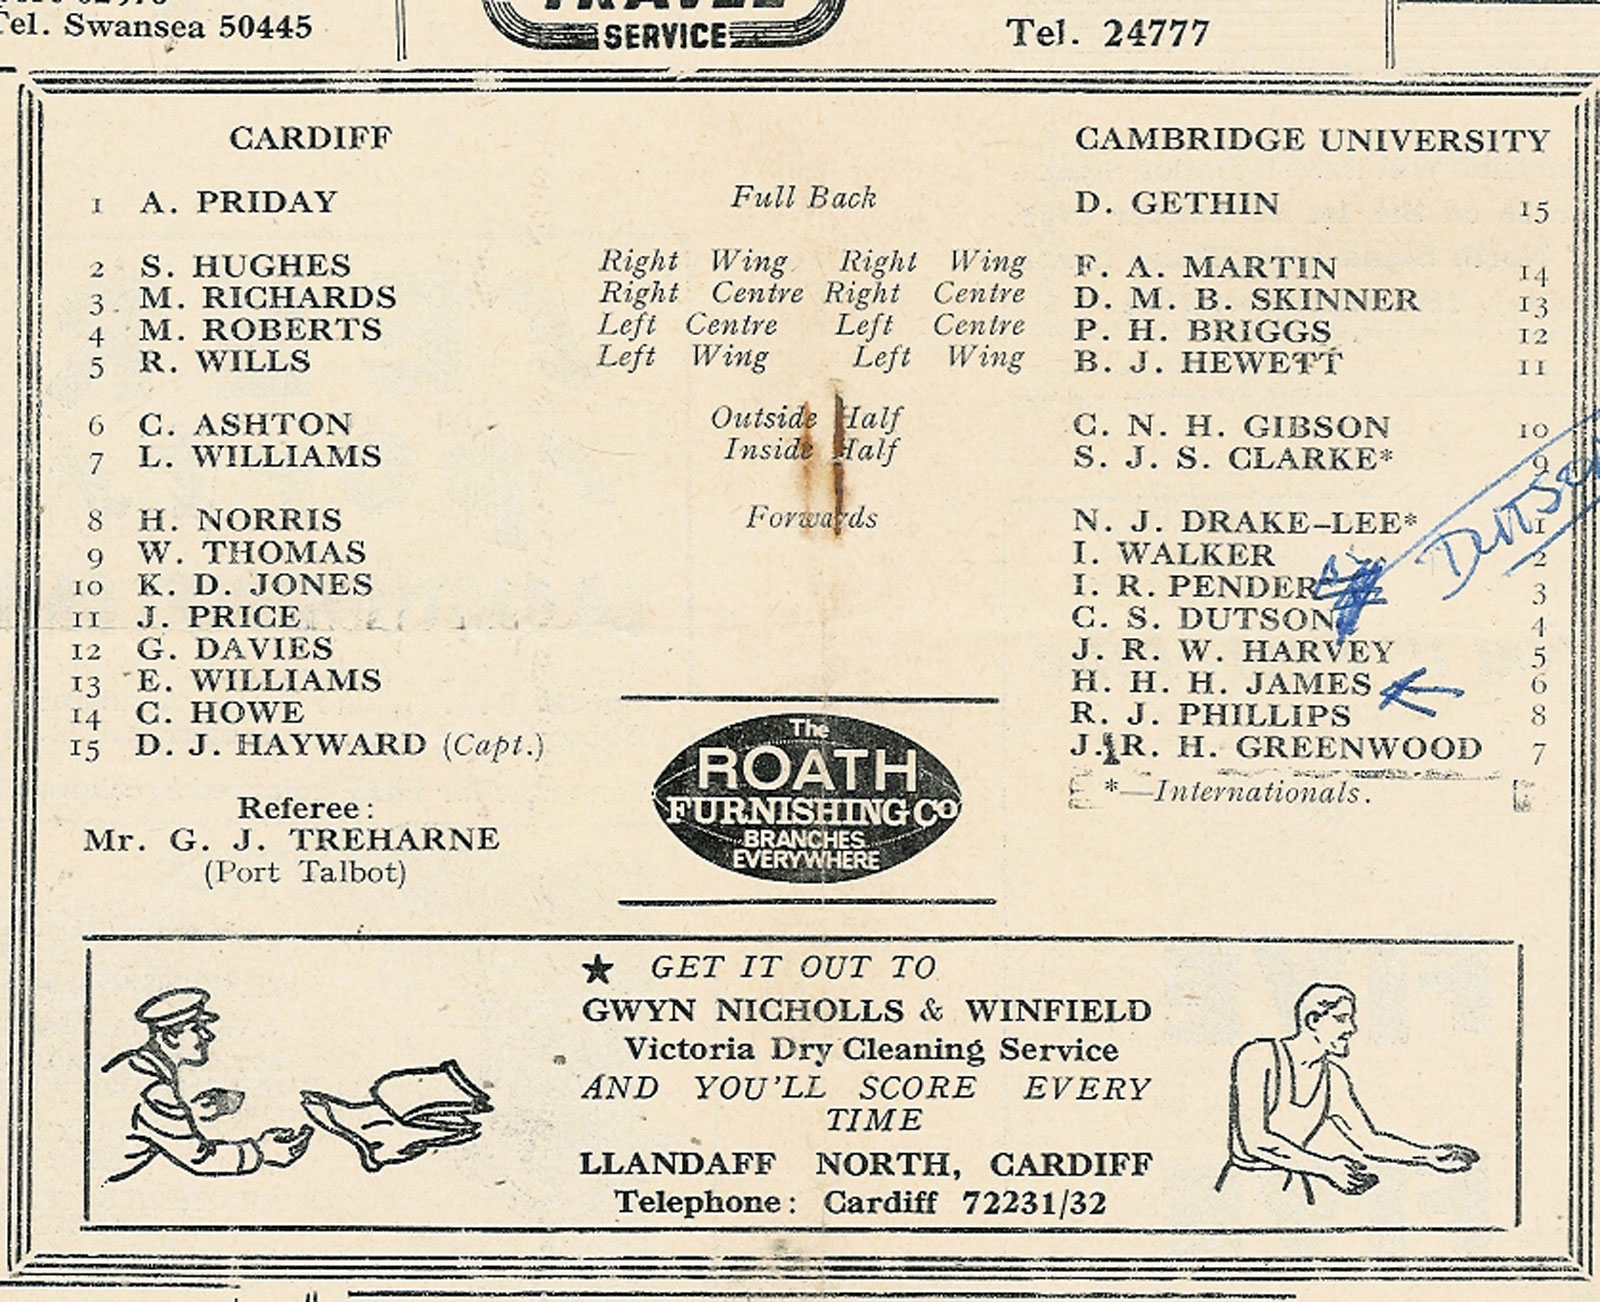 Tel. Swansea 50445
SERVICE
Tel. 24777
CARDIFF CAMBRIDGE UNIVERSITY
1 A. PRIDAY Full Back D. GETHIN 15
2 S. HUGHES Right Wing Right Wing F. A. MARTIN 14
3 M. RICHARDS Right Centre Right Centre D. M. B. SKINNER 13
4 M. ROBERTS Left Centre Left Centre P. H. BRIGGS 12
5 R. WILLS Left Wing Left Wing B. J. HEWETT 11
6 C. ASHTON Outside Half C. N. H. GIBSON 10
7 L. WILLIAMS Inside Half S. J. S. CLARKE* 9
8 H. NORRIS Forwards N. J. DRAKE-LEE* 1
9 W. THOMAS I. WALKER 2
10 K. D. JONES I. R. PENDER 3
11 J. PRICE C. S. DUTSON 4
12 G. DAVIES J. R. W. HARVEY 5
13 E. WILLIAMS H. H. H. JAMES 6
14 C. HOWE R. J. PHILLIPS 8
15 D. J. HAYWARD (Capt.) J. R. H. GREENWOOD 7
*—Internationals.
Referee:
Mr. G. J. TREHARNE
(Port Talbot)
The
ROATH
FURNISHING CO
BRANCHES
EVERYWHERE
★ GET IT OUT TO
GWYN NICHOLLS & WINFIELD
Victoria Dry Cleaning Service
AND YOU'LL SCORE EVERY
TIME
LLANDAFF NORTH, CARDIFF
Telephone: Cardiff 72231/32